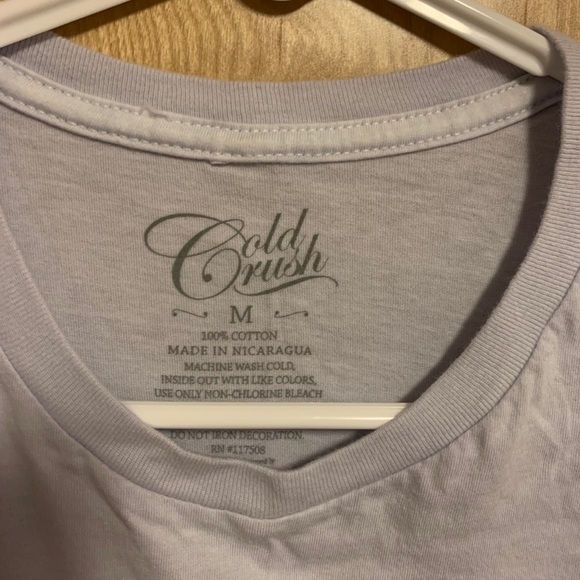 Cold
Crush
M
100% COTTON
MADE IN NICARAGUA
MACHINE WASH COLD,
INSIDE OUT WITH LIKE COLORS,
USE ONLY NON-CHLORINE BLEACH
DO NOT IRON DECORATION.
RN #117508